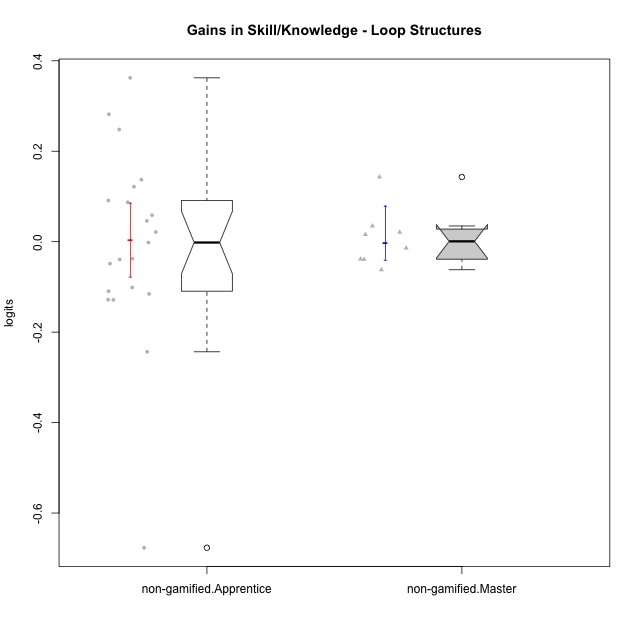 Gains in Skill/Knowledge - Loop Structures
0.4
0.2
0.0
-0.2
-0.4
-0.6
logits
non-gamified.Apprentice
non-gamified.Master